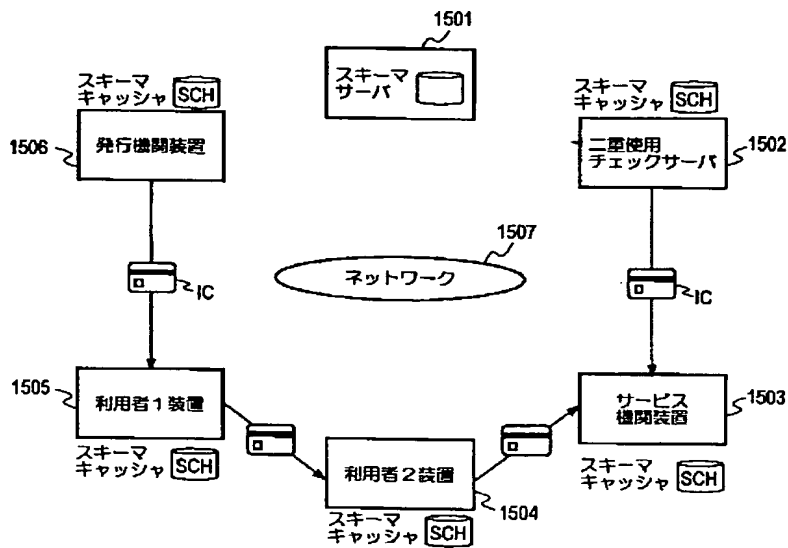 1501
スキーマ
サーバ
スキーマ
キャッシャ
SCH
スキーマ
キャッシャ
SCH
1506
発行機関装置
二重使用
チェックサーバ
1502
1507
ネットワーク
IC
IC
1505
利用者1装置
サービス
機関装置
1503
スキーマ
キャッシャ
SCH
利用者2装置
1504
スキーマ
キャッシャ
SCH
スキーマ
キャッシャ
SCH